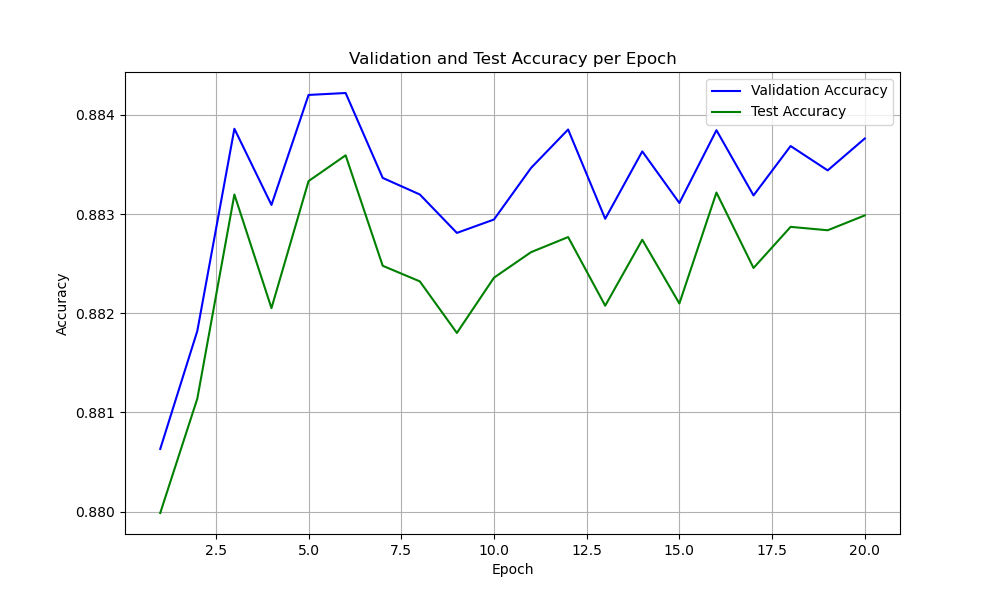 Validation and Test Accuracy per Epoch
Validation Accuracy
Test Accuracy
0.884
0.883
0.882
0.881
0.880
Accuracy
2.5 5.0 7.5 10.0 12.5 15.0 17.5 20.0
Epoch